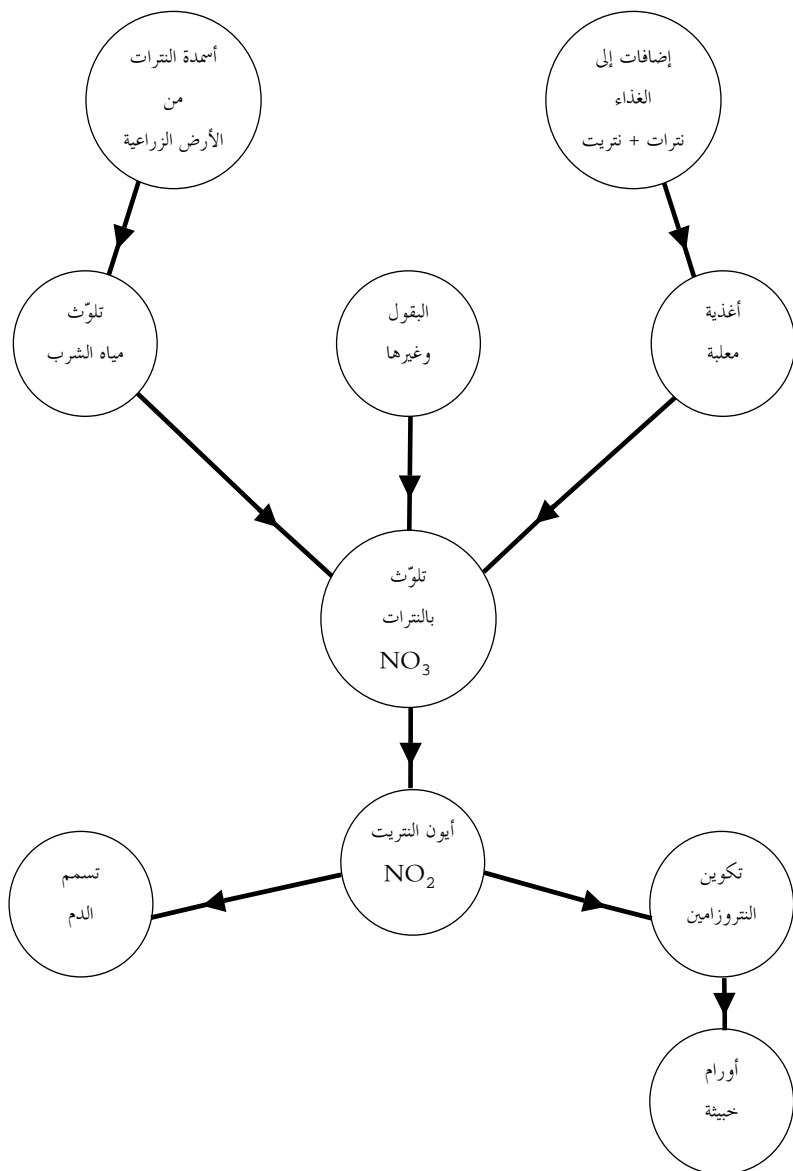 إضافات إلى
الغذاء
نترات + نتريت
أسمدة النترات
من
الأرض الزراعية
أغذية
معلبة
البقول
وغيرها
تلوّث
مياه الشرب
تلوّث
بالنترات
NO₃
أيون النتريت
NO₂
تكوين
النتروزامين
تسمم
الدم
أورام
خبيثة